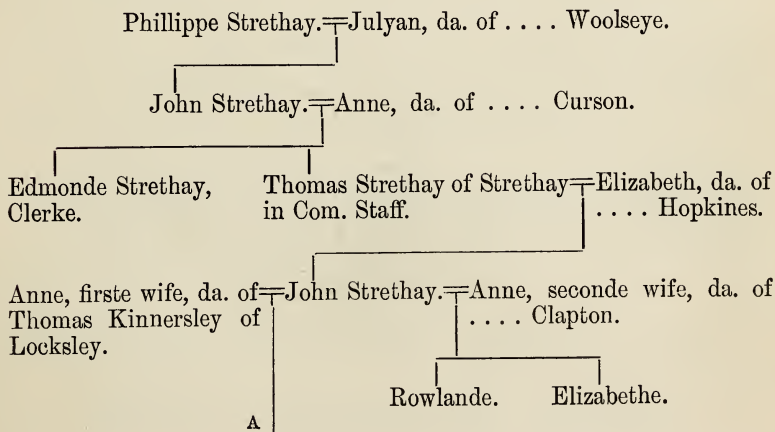 Phillippe Strethay.=Julyan, da. of .... Woolseye.
John Strethay.=Anne, da. of .... Curson.
Edmonde Strethay,
Clerke.
Thomas Strethay of Strethay=Elizabeth, da. of
in Com. Staff.
.... Hopkines.
Anne, firste wife, da. of=John Strethay.=Anne, seconde wife, da. of
Thomas Kinnersley of
Locksley.
.... Clapton.
Rowlande.
Elizabethe.
A